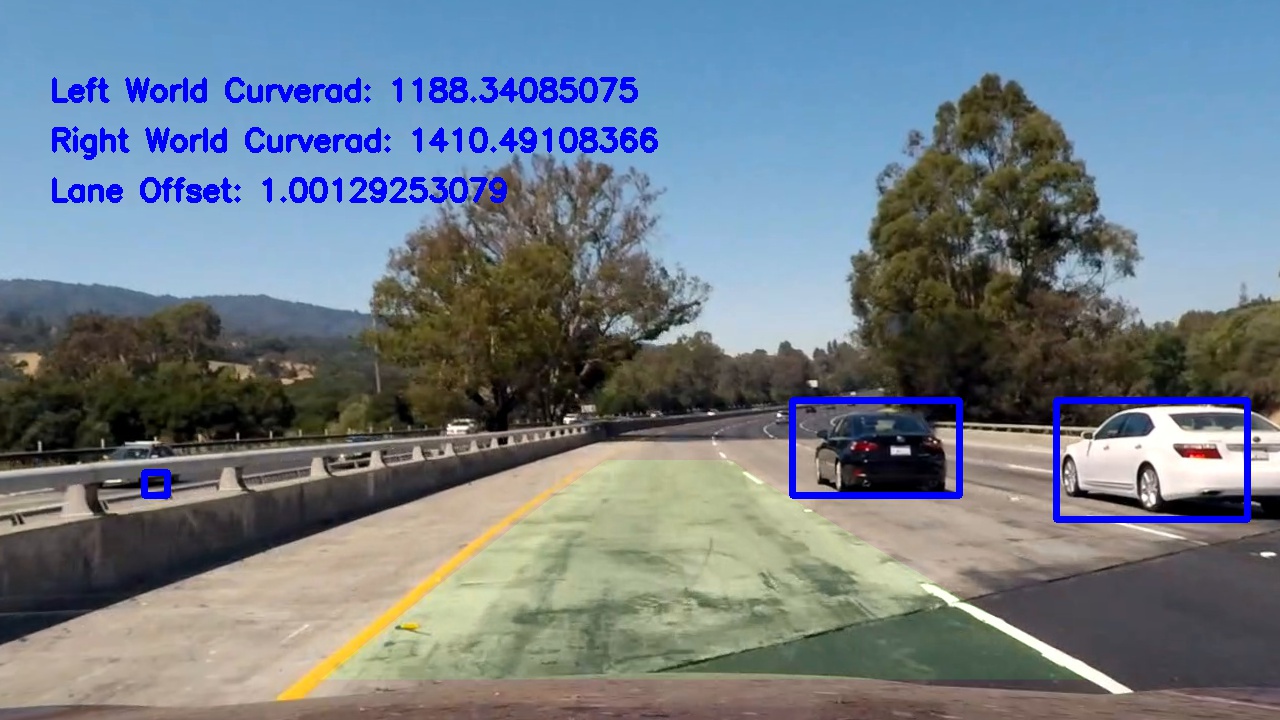 Left World Curverad: 1188.34085075
Right World Curverad: 1410.49108366
Lane Offset: 1.00129253079